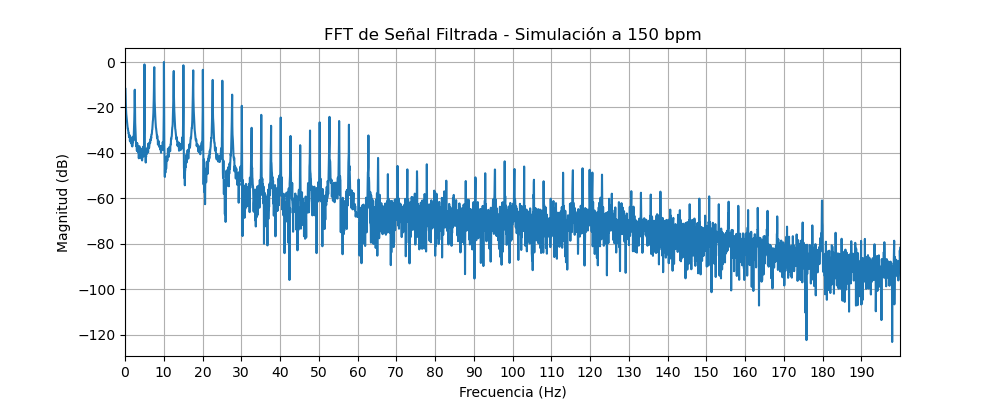 FFT de Señal Filtrada - Simulación a 150 bpm
Magnitud (dB)
0
−20
−40
−60
−80
−100
−120
0 10 20 30 40 50 60 70 80 90 100 110 120 130 140 150 160 170 180 190
Frecuencia (Hz)